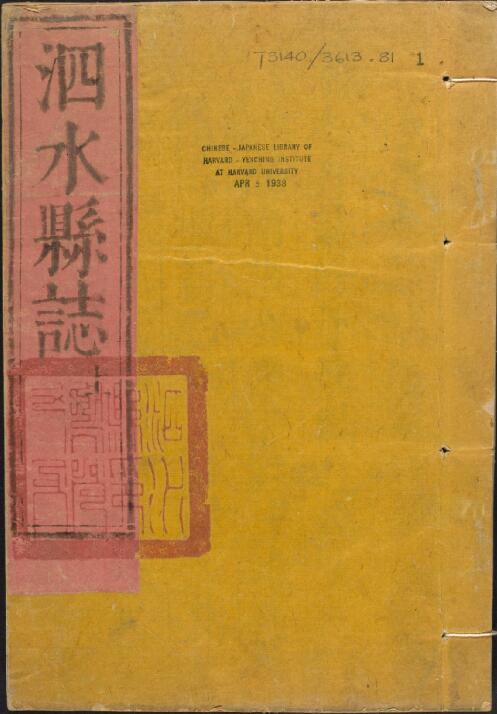 泗水縣誌
T3140/3613.81 1
CHINESE - JAPANESE LIBRARY OF
HARVARD - YENCHING INSTITUTE
AT HARVARD UNIVERSITY
APR 5 1938